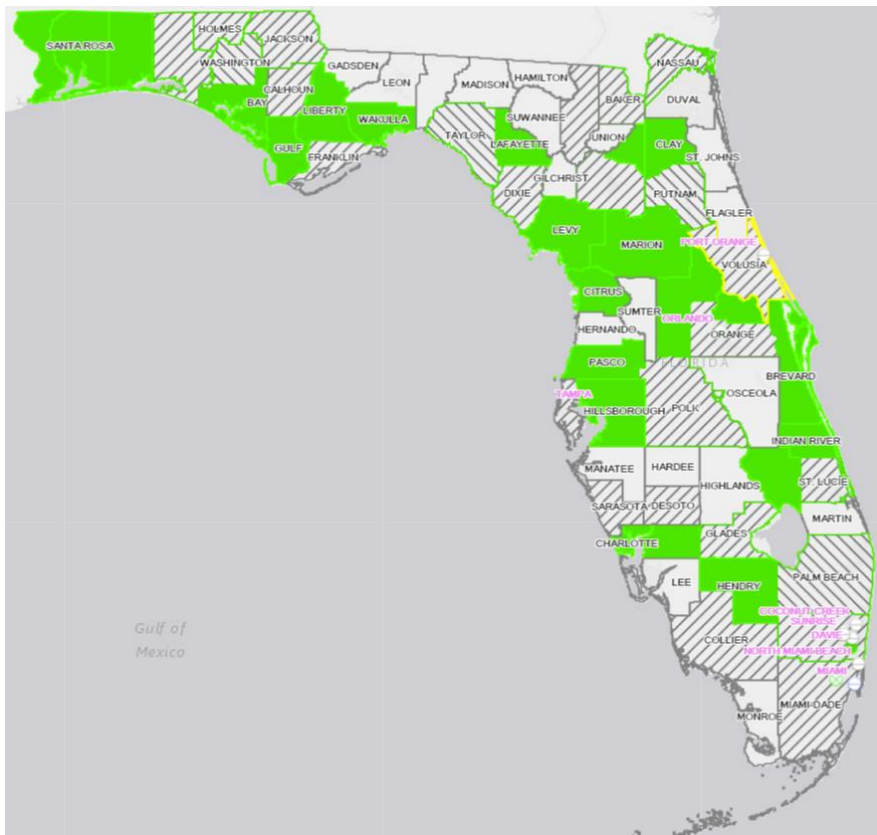 HOLMES
SANTA ROSA
JACKSON
WASHINGTON
GADSDEN
LEON
MADISON
HAMILTON
NASSAU
DUVAL
BAKER
CALHOUN
BAY
LIBERTY
WAKULLA
SUWANNEE
TAYLOR
LAFAYETTE
UNION
CLAY
ST. JOHNS
GULF
FRANKLIN
GILCHRIST
DIXIE
PUTNAM
FLAGLER
LEVY
MARION
PORT ORANGE
VOLUSIA
CITRUS
SUMTER
ORLANDO
HERNANDO
ORANGE
PASCO
FLORIDA
BREVARD
OSCEOLA
TAMPA
HILLSBOROUGH
POLK
INDIAN RIVER
MANATEE
HARDEE
HIGHLANDS
ST. LUCIE
SARASOTA
DESOTO
MARTIN
GLADES
CHARLOTTE
LEE
HENDRY
PALM BEACH
COCONUT CREEK
SUNRISE
DAVIE
COLLIER
NORTH MIAMI-BEACH
MIAMI
MIAMI-DADE
MONROE
Gulf of
Mexico